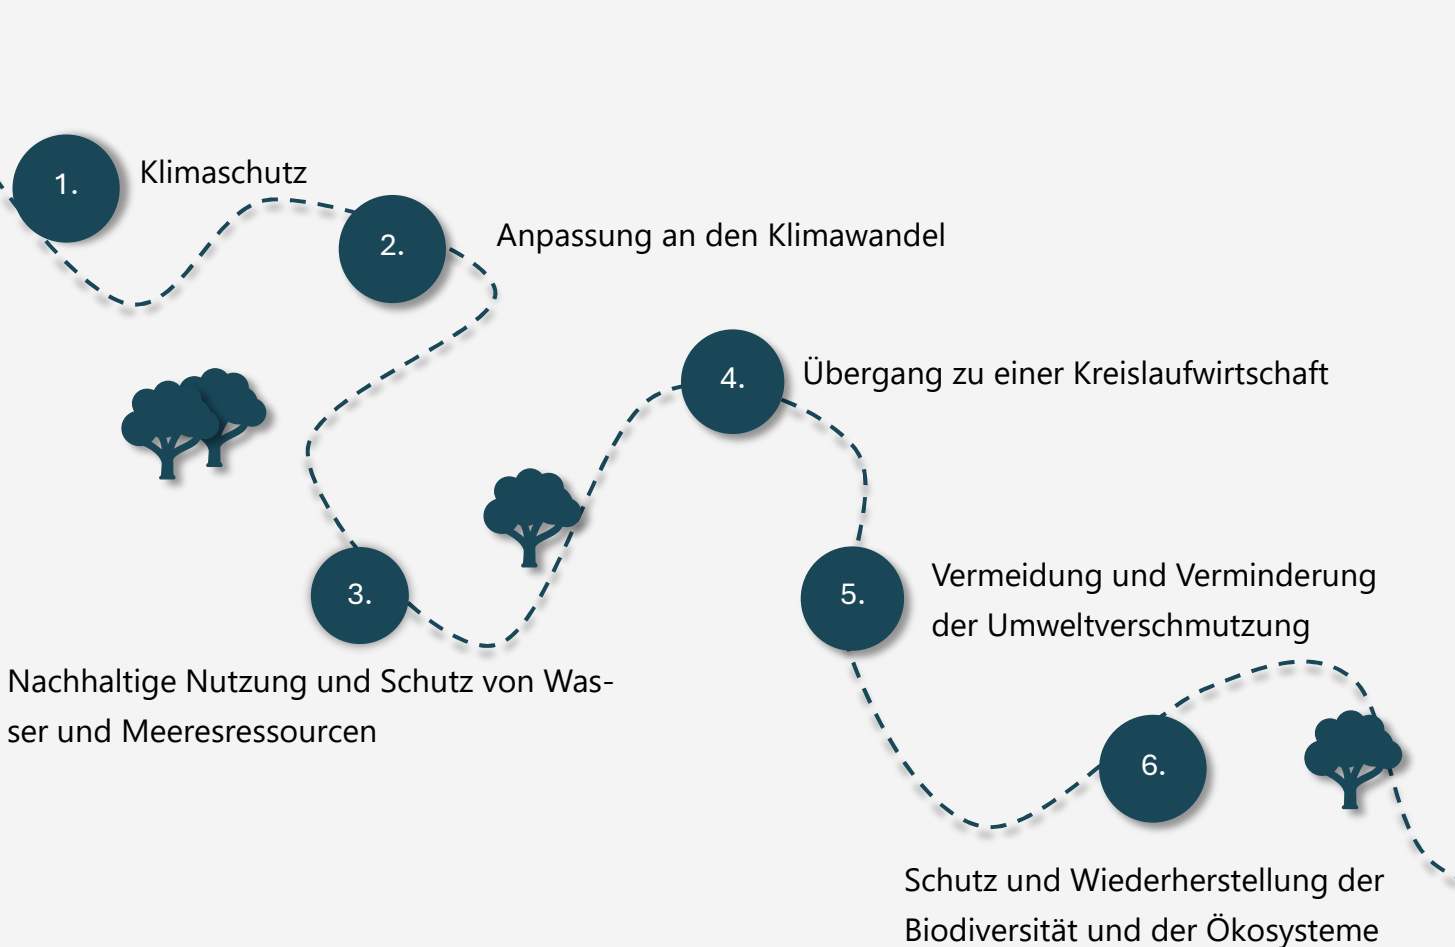 1.
Klimaschutz
2.
Anpassung an den Klimawandel
3.
Nachhaltige Nutzung und Schutz von Was-
ser und Meeresressourcen
4.
Übergang zu einer Kreislaufwirtschaft
5.
Vermeidung und Verminderung
der Umweltverschmutzung
6.
Schutz und Wiederherstellung der
Biodiversität und der Ökosysteme